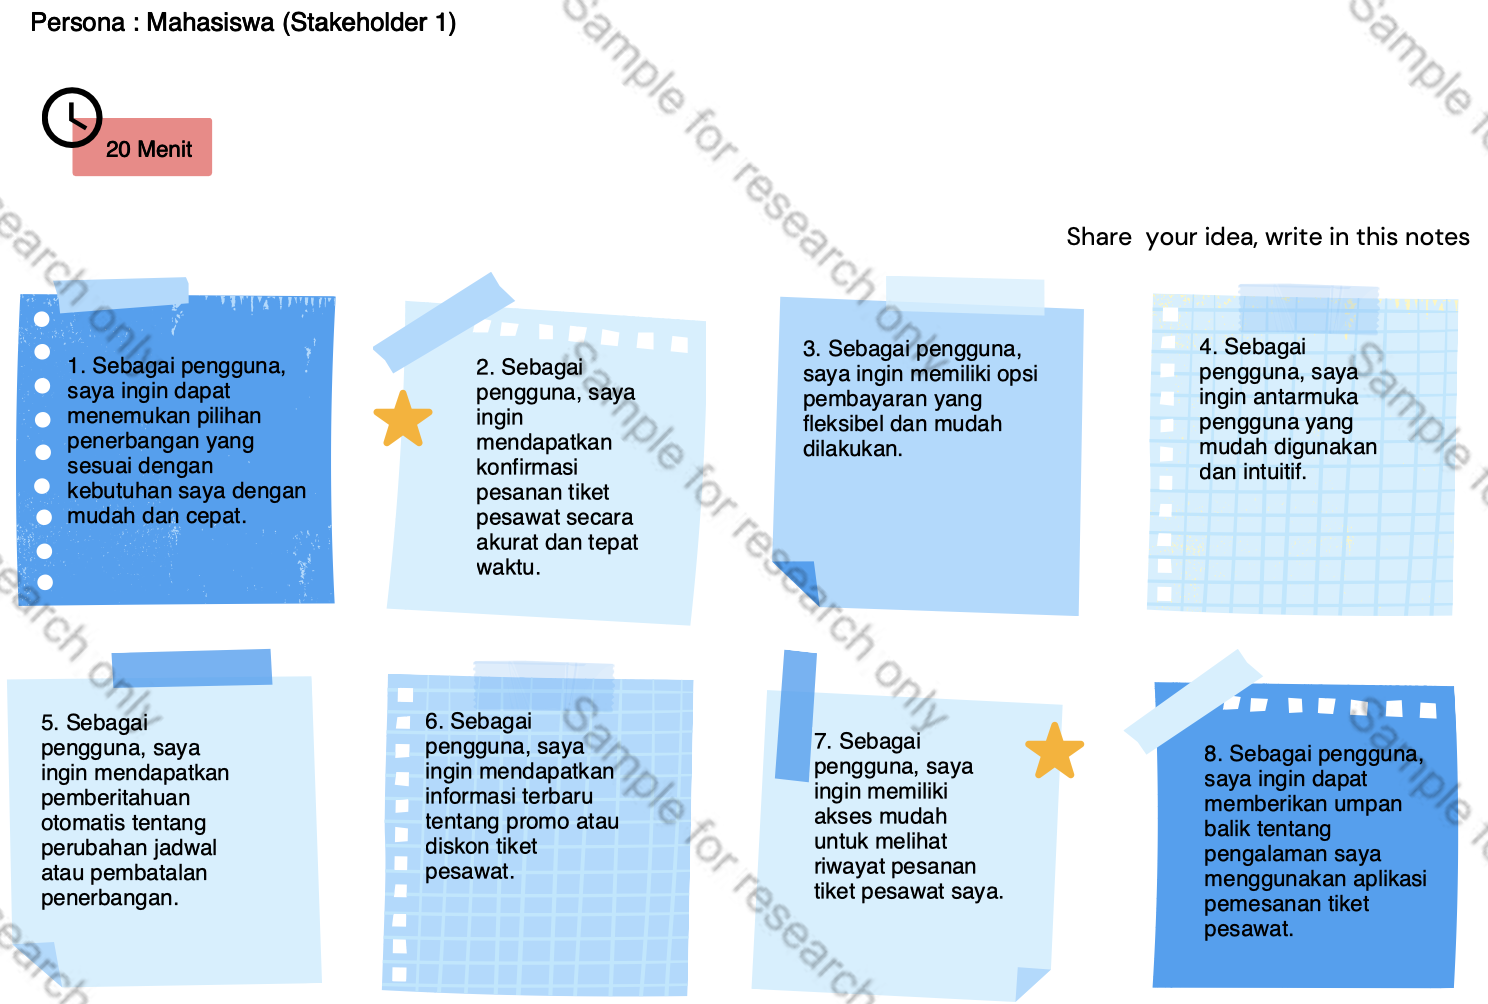 Persona : Mahasiswa (Stakeholder 1)
20 Menit
Share your idea, write in this notes
1. Sebagai pengguna,
saya ingin dapat
menemukan pilihan
penerbangan yang
sesuai dengan
kebutuhan saya dengan
mudah dan cepat.
2. Sebagai
pengguna, saya
ingin
mendapatkan
konfirmasi
pesanan tiket
pesawat secara
akurat dan tepat
waktu.
3. Sebagai pengguna,
saya ingin memiliki opsi
pembayaran yang
fleksibel dan mudah
dilakukan.
4. Sebagai
pengguna, saya
ingin antarmuka
pengguna yang
mudah digunakan
dan intuitif.
5. Sebagai
pengguna, saya
ingin mendapatkan
pemberitahuan
otomatis tentang
perubahan jadwal
atau pembatalan
penerbangan.
6. Sebagai
pengguna, saya
ingin mendapatkan
informasi terbaru
tentang promo atau
diskon tiket
pesawat.
7. Sebagai
pengguna, saya
ingin memiliki
akses mudah
untuk melihat
riwayat pesanan
tiket pesawat saya.
8. Sebagai pengguna,
saya ingin dapat
memberikan umpan
balik tentang
pengalaman saya
menggunakan aplikasi
pemesanan tiket
pesawat.
Sample for research only
Sample for research only
Sample for research only